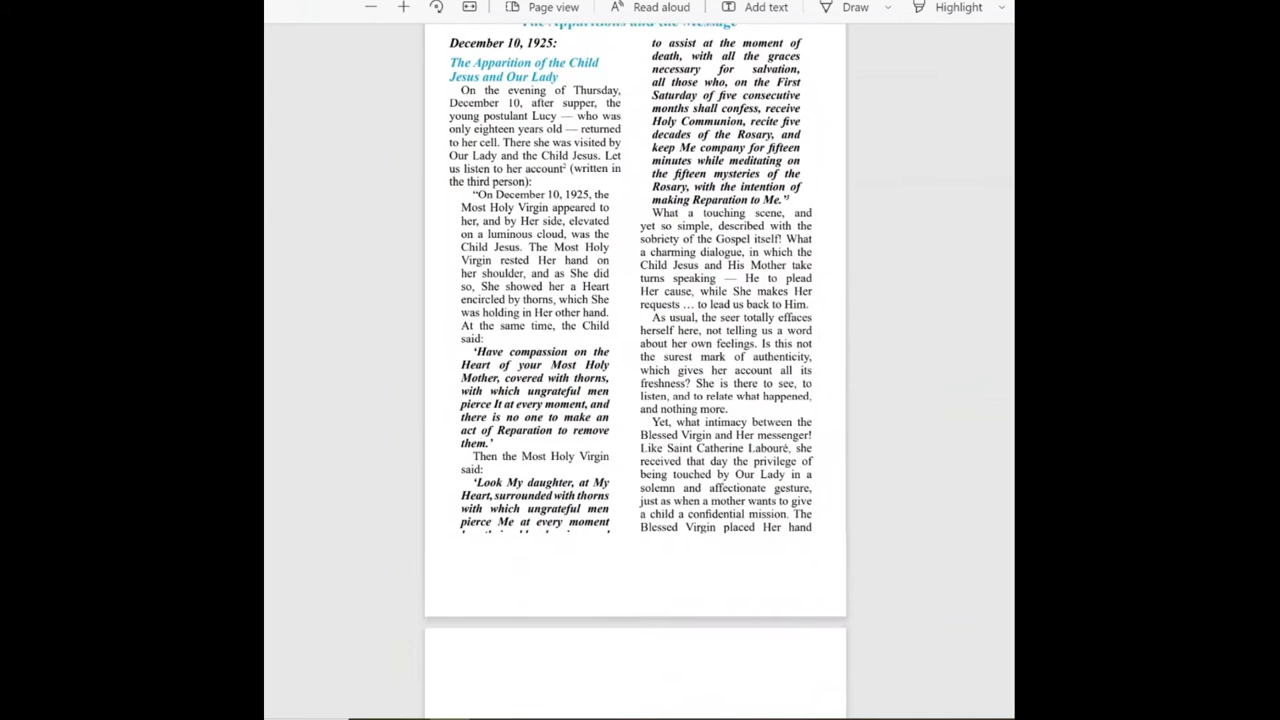 Page view
Read aloud
Add text
Draw
Highlight
The Apparitions and the Message
December 10, 1925:
The Apparition of the Child
Jesus and Our Lady
On the evening of Thursday,
December 10, after supper, the
young postulant Lucy — who was
only eighteen years old — returned
to her cell. There she was visited by
Our Lady and the Child Jesus. Let
us listen to her account² (written in
the third person):
“On December 10, 1925, the
Most Holy Virgin appeared to
her, and by Her side, elevated
on a luminous cloud, was the
Child Jesus. The Most Holy
Virgin rested Her hand on
her shoulder, and as She did
so, She showed her a Heart
encircled by thorns, which She
was holding in Her other hand.
At the same time, the Child
said:
‘Have compassion on the
Heart of your Most Holy
Mother, covered with thorns,
with which ungrateful men
pierce It at every moment, and
there is no one to make an
act of Reparation to remove
them.’
Then the Most Holy Virgin
said:
‘Look My daughter, at My
Heart, surrounded with thorns
with which ungrateful men
pierce Me at every moment
to assist at the moment of
death, with all the graces
necessary for salvation,
all those who, on the First
Saturday of five consecutive
months shall confess, receive
Holy Communion, recite five
decades of the Rosary, and
keep Me company for fifteen
minutes while meditating on
the fifteen mysteries of the
Rosary, with the intention of
making Reparation to Me.”³
What a touching scene, and
yet so simple, described with the
sobriety of the Gospel itself! What
a charming dialogue, in which the
Child Jesus and His Mother take
turns speaking — He to plead
Her cause, while She makes Her
requests … to lead us back to Him.
As usual, the seer totally effaces
herself here, not telling us a word
about her own feelings. Is this not
the surest mark of authenticity,
which gives her account all its
freshness? She is there to see, to
listen, and to relate what happened,
and nothing more.
Yet, what intimacy between the
Blessed Virgin and Her messenger!
Like Saint Catherine Labouré, she
received that day the privilege of
being touched by Our Lady in a
solemn and affectionate gesture,
just as when a mother wants to give
a child a confidential mission. The
Blessed Virgin placed Her hand